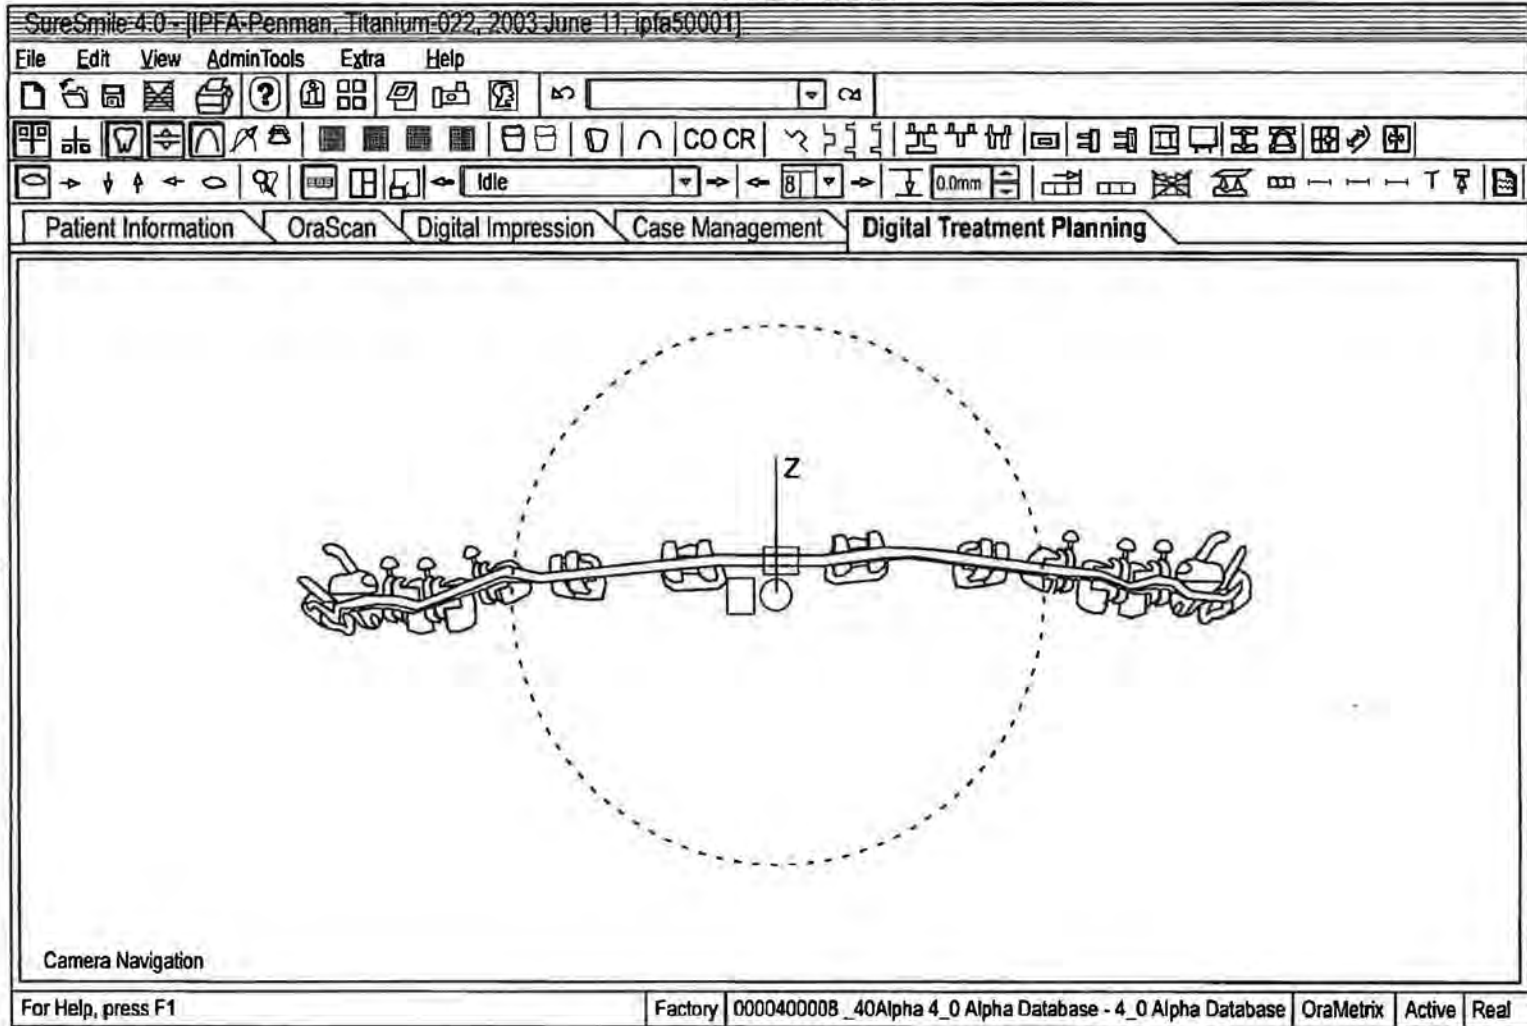 SureSmile 4.0 - [IPFA-Penman, Titanium-022, 2003 June 11, ipfa50001]
File Edit View AdminTools Extra Help
CO CR
Idle 8 0.0mm T
Patient Information OraScan Digital Impression Case Management Digital Treatment Planning
Z
Camera Navigation
For Help, press F1 Factory 0000400008_40Alpha 4_0 Alpha Database - 4_0 Alpha Database OraMetrix Active Real